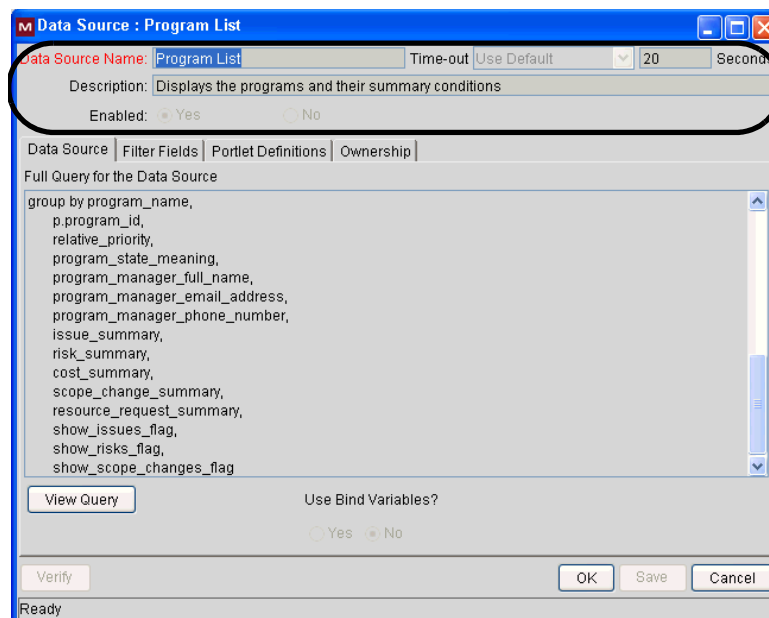 Data Source : Program List
Data Source Name: Program List Time-out Use Default 20 Second
Description: Displays the programs and their summary conditions
Enabled: Yes No
Data Source Filter Fields Portlet Definitions Ownership
Full Query for the Data Source
group by program_name,
p.program_id,
relative_priority,
program_state_meaning,
program_manager_full_name,
program_manager_email_address,
program_manager_phone_number,
issue_summary,
risk_summary,
cost_summary,
scope_change_summary,
resource_request_summary,
show_issues_flag,
show_risks_flag,
show_scope_changes_flag
View Query Use Bind Variables?
Yes No
Verify OK Save Cancel
Ready